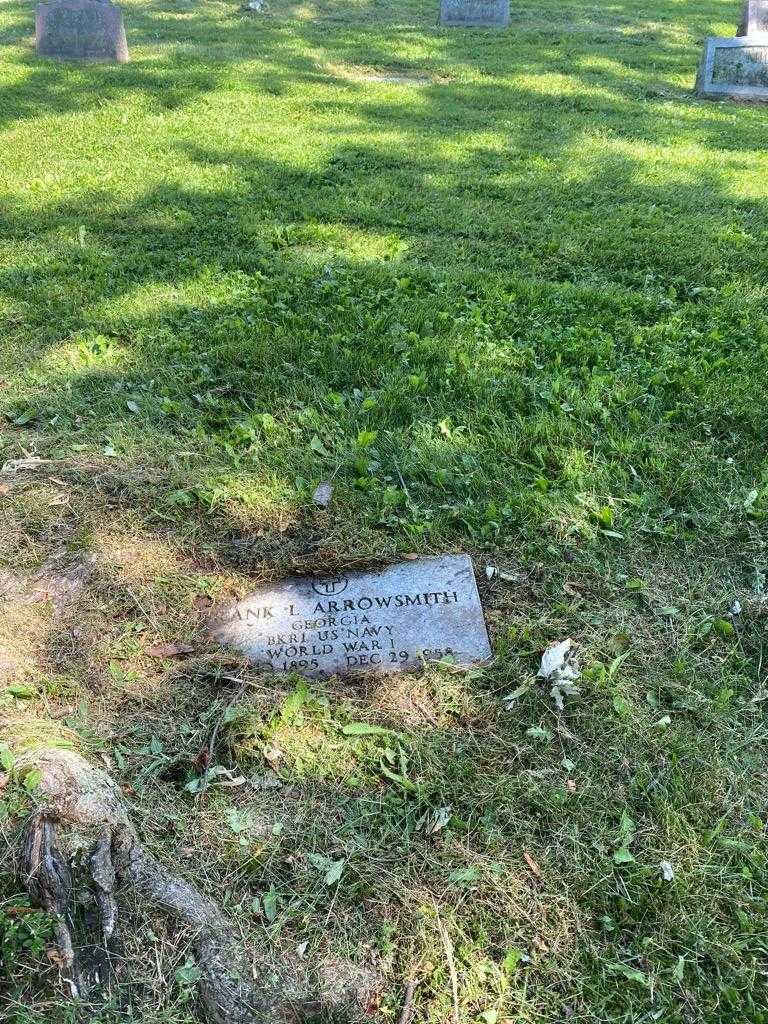 ANK L ARROWSMITH
GEORGIA
BKR1 US NAVY
WORLD WAR I
1895 DEC 29 1958